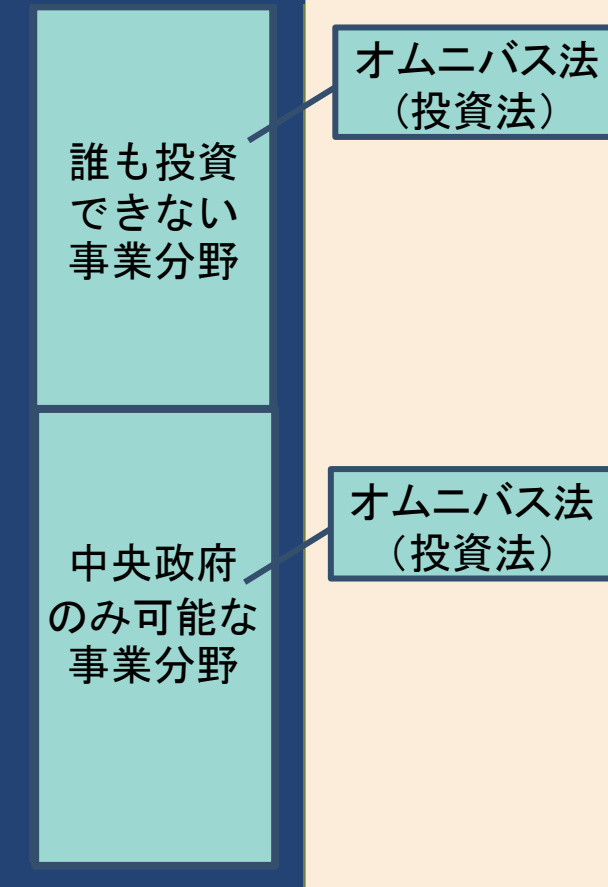 オムニバス法
（投資法）
誰も投資
できない
事業分野
オムニバス法
（投資法）
中央政府
のみ可能な
事業分野